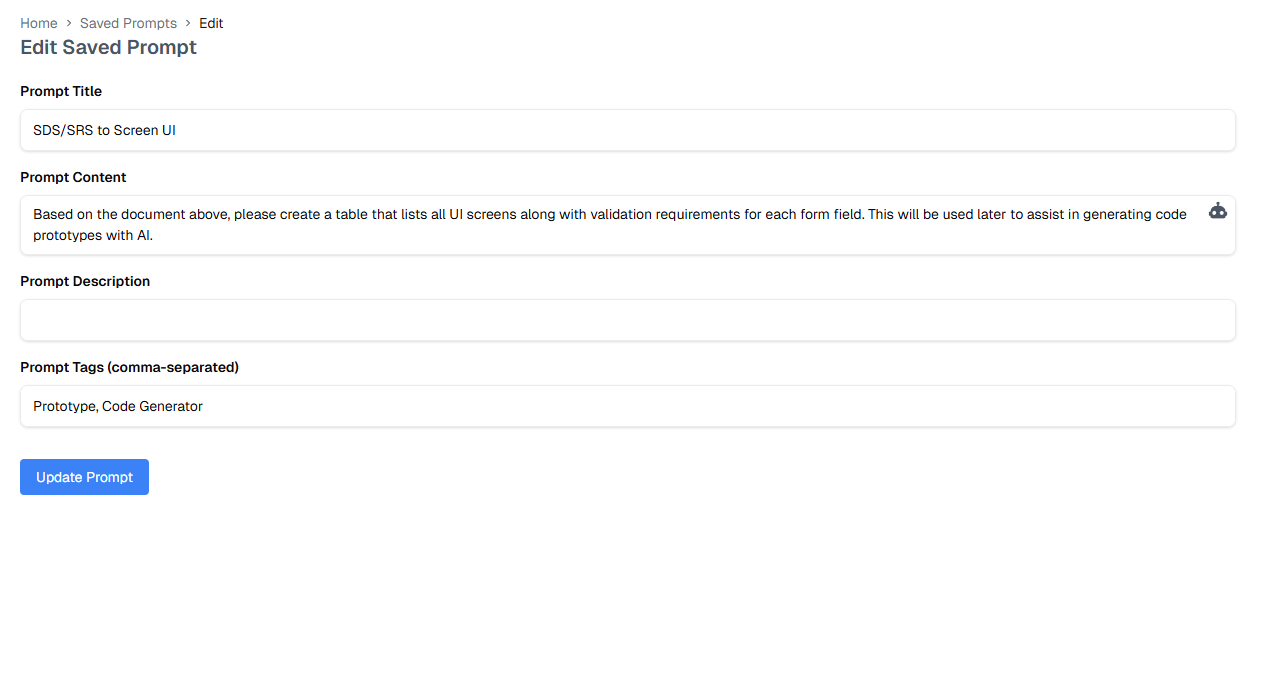 Home > Saved Prompts > Edit
Edit Saved Prompt
Prompt Title
SDS/SRS to Screen UI
Prompt Content
Based on the document above, please create a table that lists all UI screens along with validation requirements for each form field. This will be used later to assist in generating code
prototypes with AI.
Prompt Description
Prompt Tags (comma-separated)
Prototype, Code Generator
Update Prompt